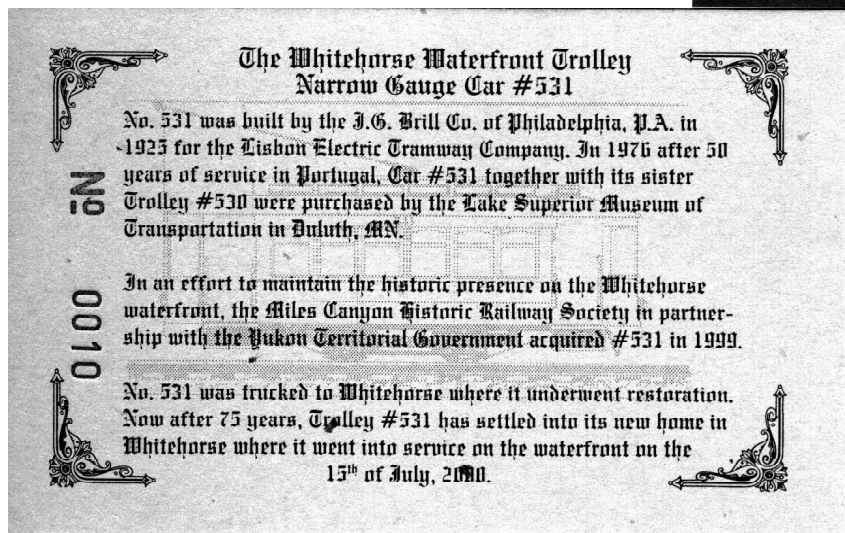 The Whitehorse Waterfront Trolley
Narrow Gauge Car #531
No. 531 was built by the J.G. Brill Co. of Philadelphia, P.A. in
1925 for the Lisbon Electric Tramway Company. In 1976 after 50
years of service in Portugal, Car #531 together with its sister
Trolley #530 were purchased by the Lake Superior Museum of
Transportation in Duluth, MN.
In an effort to maintain the historic presence on the Whitehorse
waterfront, the Miles Canyon Historic Railway Society in partner-
ship with the Yukon Territorial Government acquired #531 in 1999.
No. 531 was trucked to Whitehorse where it underwent restoration.
Now after 75 years, Trolley #531 has settled into its new home in
Whitehorse where it went into service on the waterfront on the
15th of July, 2000.
Nº 0010